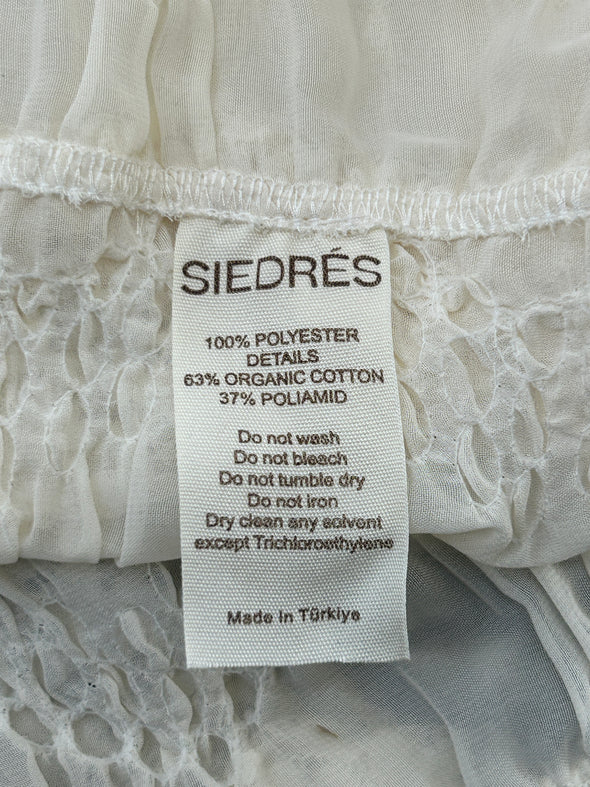 SIEDRÉS
100% POLYESTER
DETAILS
63% ORGANIC COTTON
37% POLIAMID
Do not wash
Do not bleach
Do not tumble dry
Do not iron
Dry clean any solvent
except Trichloroethylene
Made in Türkiye